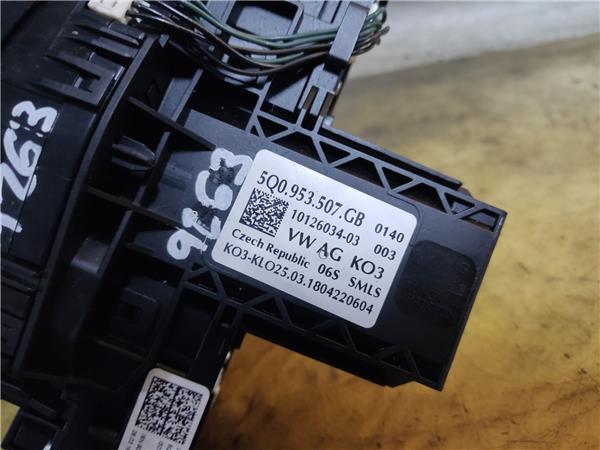 5Q0.953.507.GB 0140
10126034-03 003
VW AG KO3
Czech Republic 06S SMLS
KO3-KLO25.03.1804220604
9663